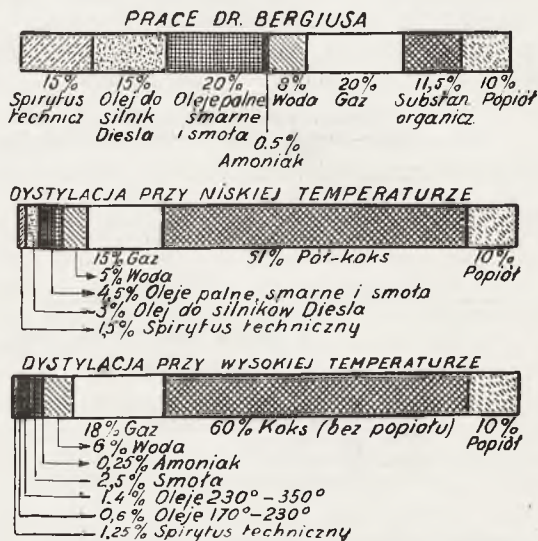 PRACE DR. BERGIUSA
15% 15% 20% 8% 20% 11,5% 10%
Spirytus Olej do Oleje palne Woda Gaz Substan Popiół
technicz silnik smarne organicz.
Diesla i smoła
0.5%
Amoniak
DYSTYLACJA PRZY NISKIEJ TEMPERATURZE
15% Gaz 51% Pół-koks 10%
5% Woda Popiół
4,5% Oleje palne, smarne i smoła
3% Olej do silników Diesla
1,5% Spirytus techniczny
DYSTYLACJA PRZY WYSOKIEJ TEMPERATURZE
18% Gaz 60% Koks (bez popiołu) 10%
6% Woda Popiół
0,25% Amoniak
2,5% Smoła
1.4% Oleje 230°-350°
0,6% Oleje 170°-230°
1.25% Spirytus techniczny